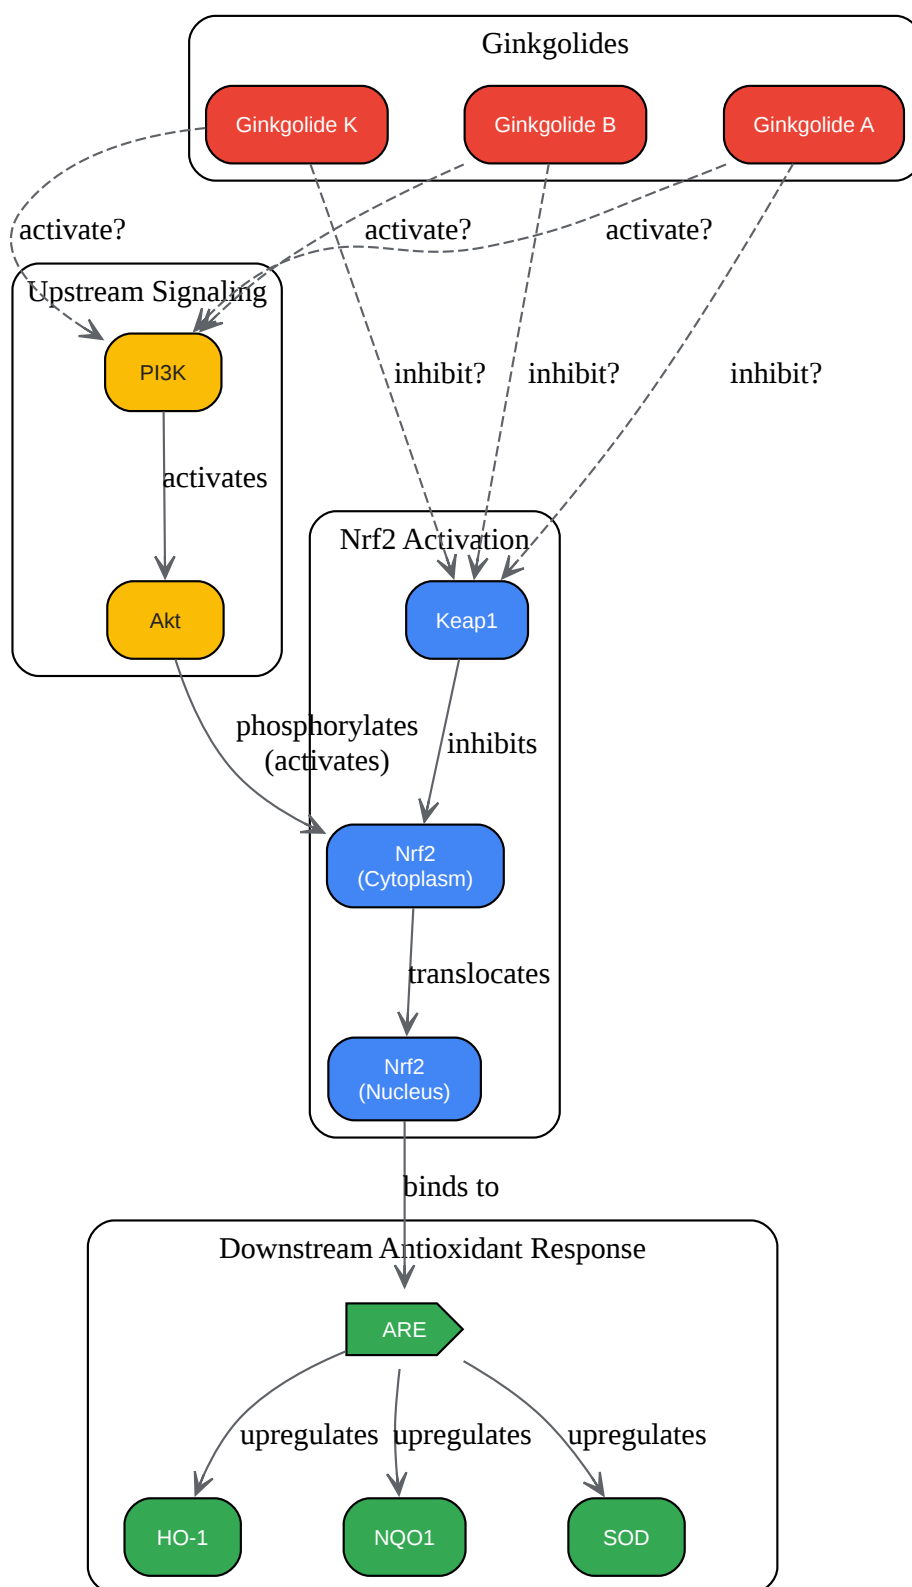 Ginkgolides
Ginkgolide K
Ginkgolide B
Ginkgolide A
activate?
activate?
activate?
Upstream Signaling
PI3K
inhibit?
inhibit?
inhibit?
activates
Nrf2 Activation
Akt
Keap1
phosphorylates
(activates)
inhibits
Nrf2
(Cytoplasm)
translocates
Nrf2
(Nucleus)
binds to
Downstream Antioxidant Response
ARE
upregulates
upregulates
upregulates
HO-1
NQO1
SOD